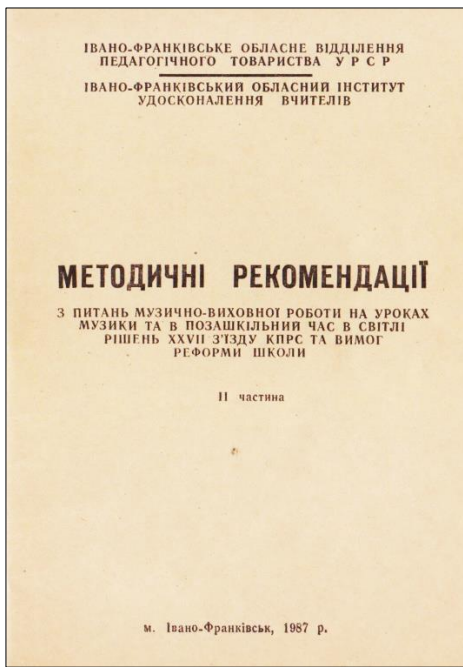 ІВАНО-ФРАНКІВСЬКЕ ОБЛАСНЕ ВІДДІЛЕННЯ
ПЕДАГОГІЧНОГО ТОВАРИСТВА У Р С Р
ІВАНО-ФРАНКІВСЬКИЙ ОБЛАСНИЙ ІНСТИТУТ
УДОСКОНАЛЕННЯ ВЧИТЕЛІВ
МЕТОДИЧНІ РЕКОМЕНДАЦІЇ
З ПИТАНЬ МУЗИЧНО-ВИХОВНОЇ РОБОТИ НА УРОКАХ
МУЗИКИ ТА В ПОЗАШКІЛЬНИЙ ЧАС В СВІТЛІ
РІШЕНЬ XXVII З'ЇЗДУ КПРС ТА ВИМОГ
РЕФОРМИ ШКОЛИ
II частина
м. Івано-Франківськ, 1987 р.